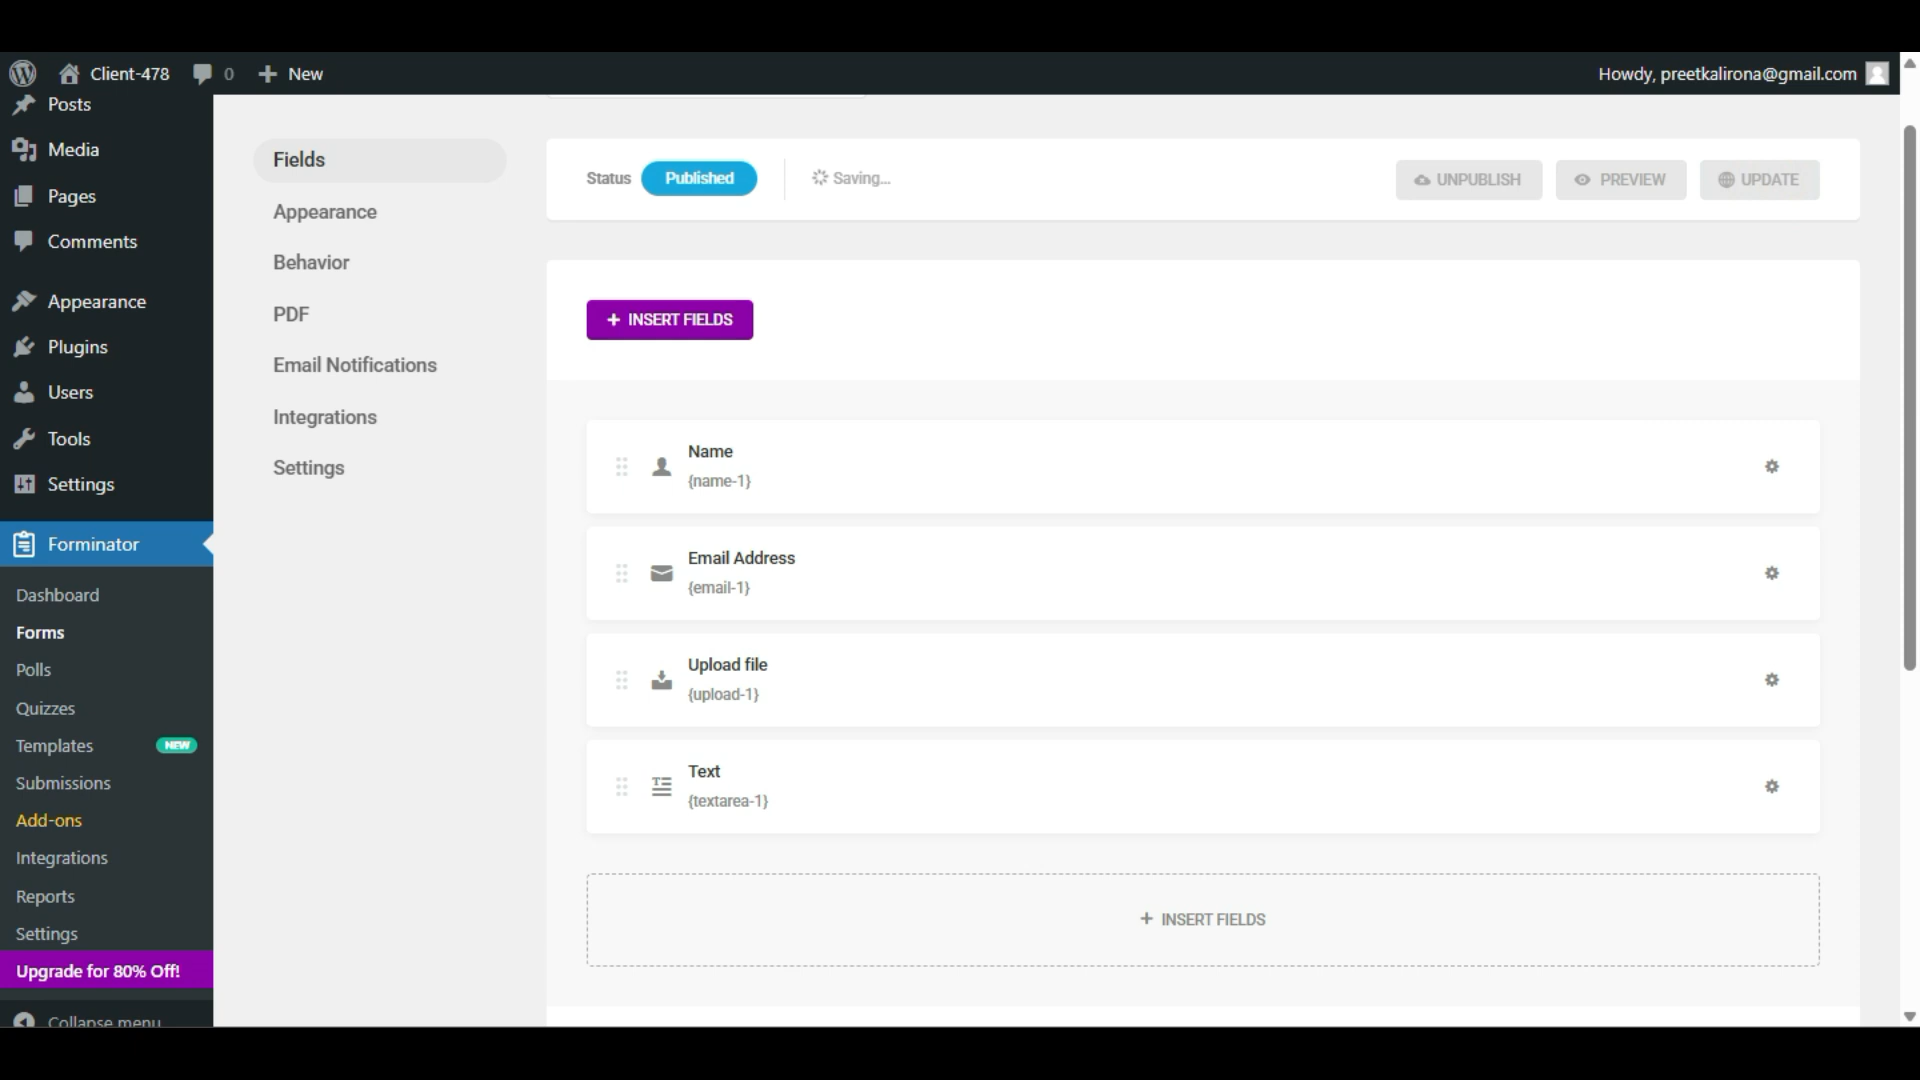 Client-478
0
New
Howdy, preetkalirona@gmail.com
Posts
Media
Pages
Comments
Appearance
Plugins
Users
Tools
Settings
Forminator
Dashboard
Forms
Polls
Quizzes
Templates NEW
Submissions
Add-ons
Integrations
Reports
Settings
Upgrade for 80% Off!
Collapse menu
Fields
Appearance
Behavior
PDF
Email Notifications
Integrations
Settings
Status Published Saving...
UNPUBLISH PREVIEW UPDATE
+ INSERT FIELDS
Name
{name-1}
Email Address
{email-1}
Upload file
{upload-1}
Text
{textarea-1}
+ INSERT FIELDS